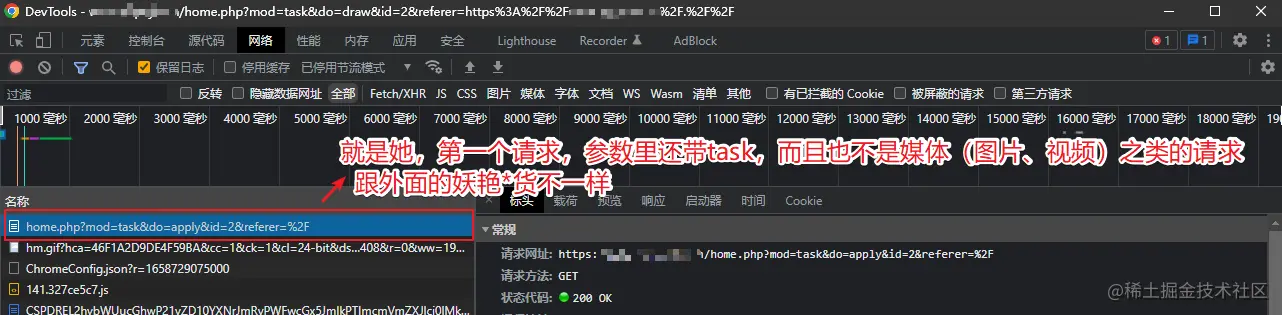 DevTools - w /home.php?mod=task&do=draw&id=2&referer=https%3A%2F%2F %2F.%2F%2F
元素 控制台 源代码 网络 性能 内存 应用 安全 Lighthouse Recorder AdBlock 1 1
保留日志 停用缓存 已停用节流模式
过滤 反转 隐藏数据网址 全部 Fetch/XHR JS CSS 图片 媒体 字体 文档 WS Wasm 清单 其他 有已拦截的 Cookie 被屏蔽的请求 第三方请求
1000 毫秒 2000 毫秒 3000 毫秒 4000 毫秒 5000 毫秒 6000 毫秒 7000 毫秒 8000 毫秒 9000 毫秒 10000 毫秒 11000 毫秒 12000 毫秒 13000 毫秒 14000 毫秒 15000 毫秒 16000 毫秒 17000 毫秒 18000 毫秒 190
就是她，第一个请求，参数里还带task，而且也不是媒体（图片、视频）之类的请求
跟外面的妖艳*货不一样
名称 标头 载荷 预览 响应 启动器 时间 Cookie
home.php?mod=task&do=apply&id=2&referer=%2F
常规
hm.gif?hca=46F1A2D9DE4F59BA&cc=1&ck=1&cl=24-bit&ds...408&r=0&ww=19...
请求网址: https: /home.php?mod=task&do=apply&id=2&referer=%2F
ChromeConfig.json?r=1658729075000
请求方法: GET
141.327ce5c7.js
状态代码: 200 OK
@稀土掘金技术社区